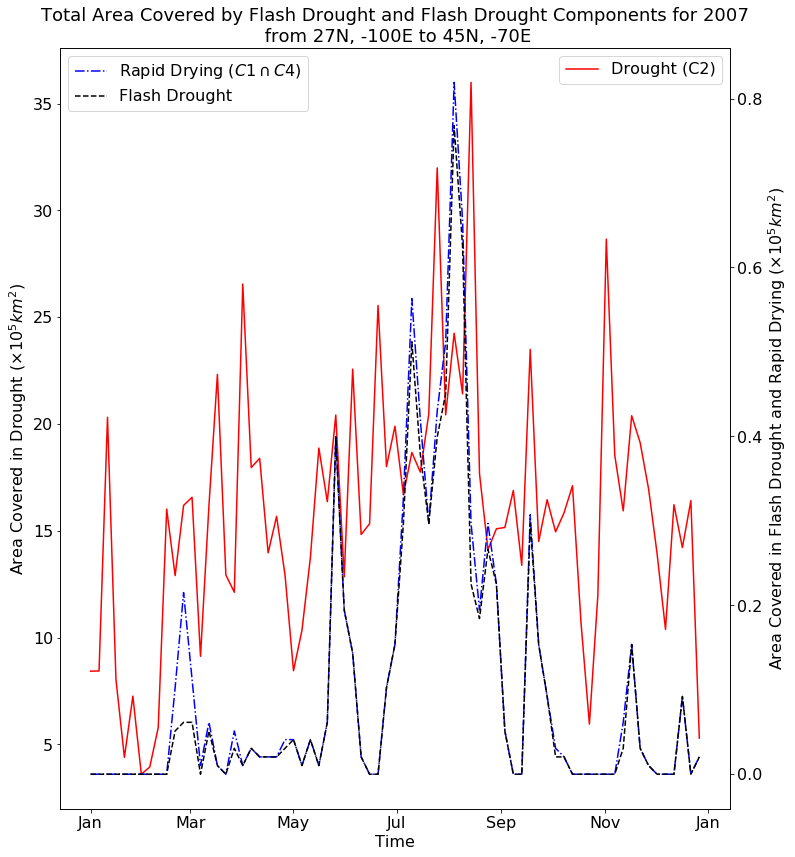 Total Area Covered by Flash Drought and Flash Drought Components for 2007
from 27N, -100E to 45N, -70E
Rapid Drying (C1 ∩ C4)
Flash Drought
Drought (C2)
Area Covered in Drought (×10⁵km²)
35
30
25
20
15
10
5
Area Covered in Flash Drought and Rapid Drying (×10⁵km²)
0.8
0.6
0.4
0.2
0.0
Jan Mar May Jul Sep Nov Jan
Time